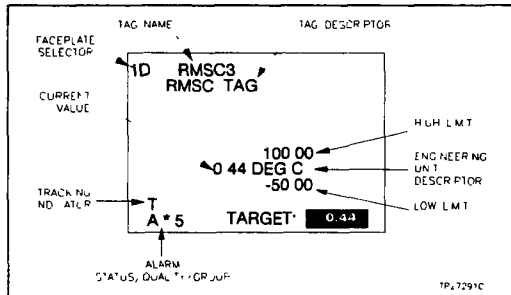 TAG NAME
TAG DESCRIPTOR
FACEPLATE
SELECTOR
1D RMSC3
RMSC TAG
CURRENT
VALUE
HIGH LIMIT
100 00
0 44 DEG C
ENGINEERING
UNIT
DESCRIPTOR
-50 00
LOW LIMIT
TRACKING
INDICATOR
T
A * 5
TARGET 0.44
ALARM
STATUS, QUALITY GROUP
TP27291C